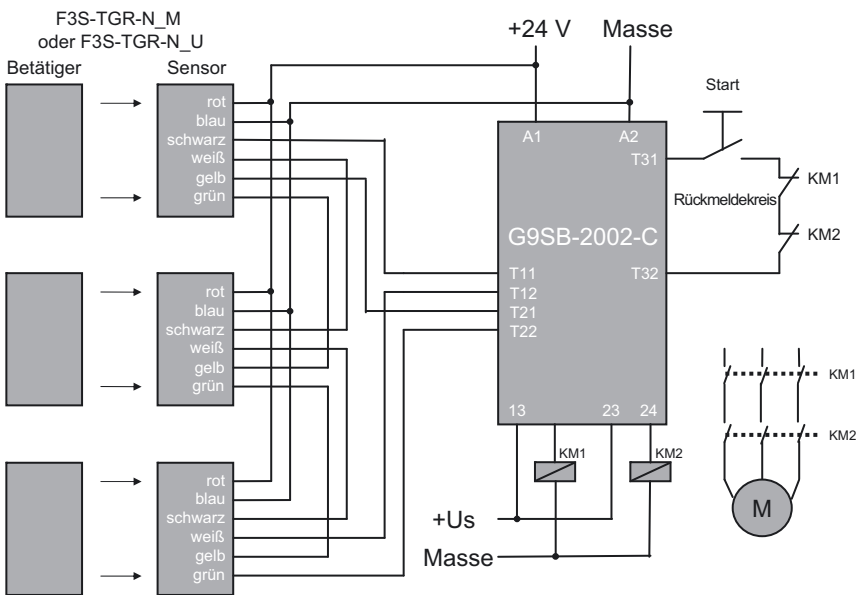 F3S-TGR-N_M
oder F3S-TGR-N_U
Betätiger
Sensor
+24 V
Masse
rot
blau
schwarz
weiß
gelb
grün
rot
blau
schwarz
weiß
gelb
grün
rot
blau
schwarz
weiß
gelb
grün
A1
A2
T31
G9SB-2002-C
T11
T12
T21
T22
T32
13
23
24
Start
KM1
Rückmeldekreis
KM2
KM1
KM2
+Us
Masse
KM1
KM2
M